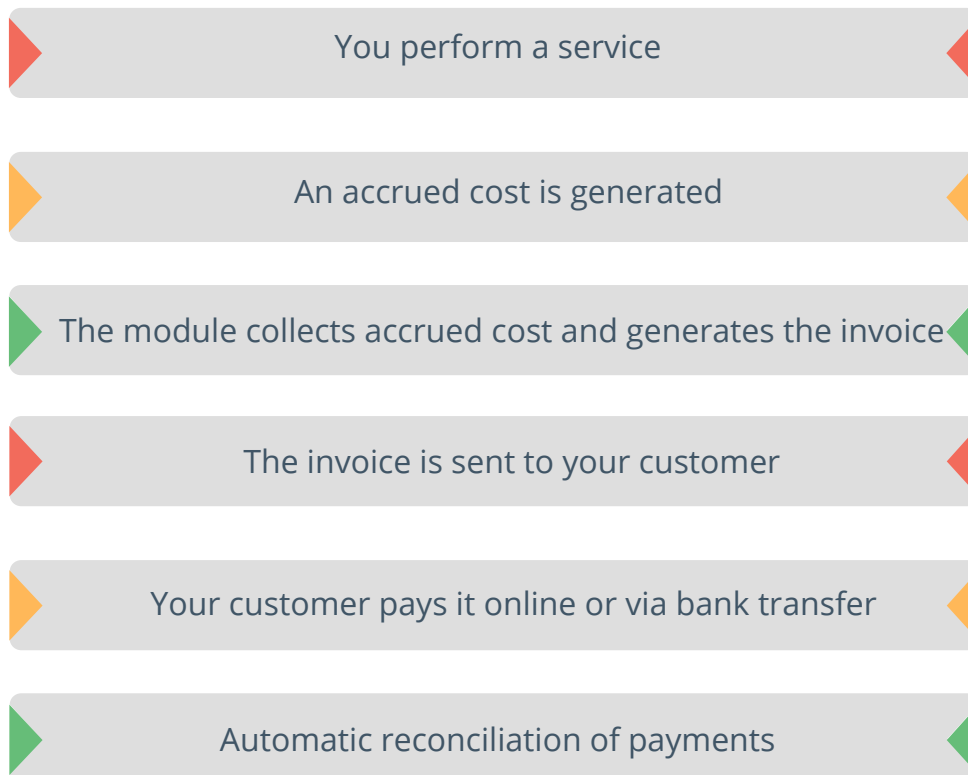 You perform a service
An accrued cost is generated
The module collects accrued cost and generates the invoice
The invoice is sent to your customer
Your customer pays it online or via bank transfer
Automatic reconciliation of payments